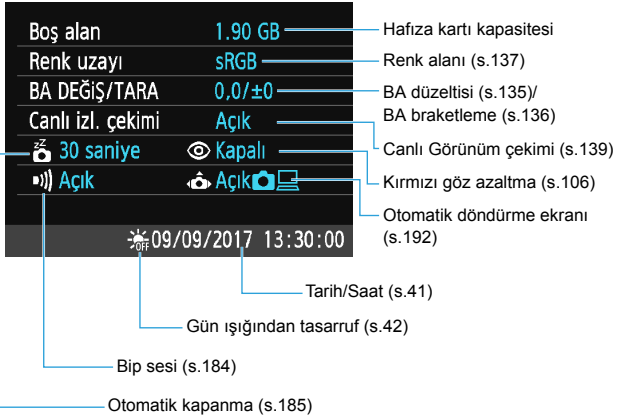 Boş alan 1.90 GB
Hafıza kartı kapasitesi
Renk uzayı sRGB
Renk alanı (s.137)
BA DEĞİŞ/TARA 0,0/±0
BA düzeltisi (s.135)/
BA braketleme (s.136)
Canlı izl. çekimi Açık
Canlı Görünüm çekimi (s.139)
zZ 30 saniye Kapalı
Kırmızı göz azaltma (s.106)
Açık Açık
Otomatik döndürme ekranı
(s.192)
OFF 09/09/2017 13:30:00
Tarih/Saat (s.41)
Gün ışığından tasarruf (s.42)
Bip sesi (s.184)
Otomatik kapanma (s.185)